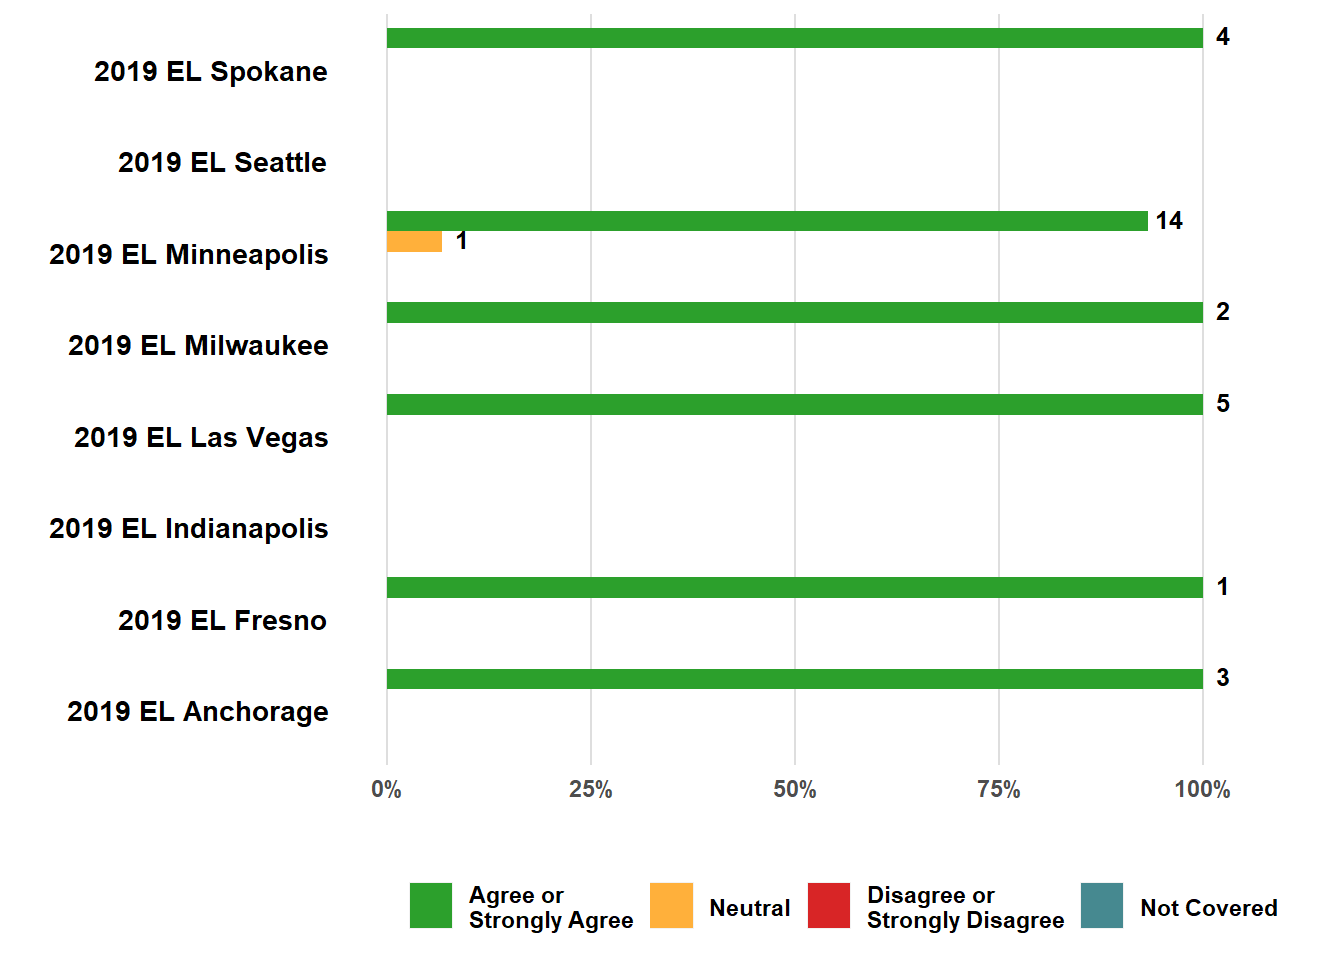 4
2019 EL Spokane
2019 EL Seattle
14
1
2019 EL Minneapolis
2
2019 EL Milwaukee
5
2019 EL Las Vegas
2019 EL Indianapolis
1
2019 EL Fresno
3
2019 EL Anchorage
0% 25% 50% 75% 100%
Agree or
Strongly Agree
Neutral
Disagree or
Strongly Disagree
Not Covered